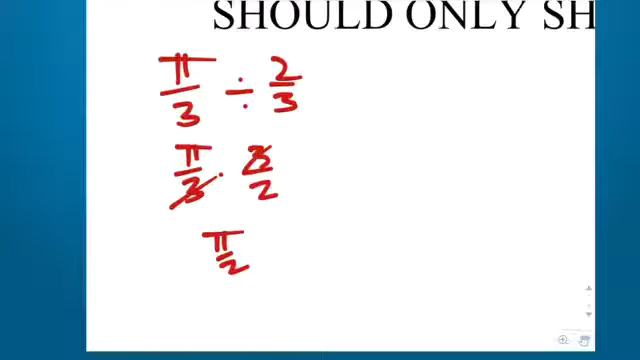 SHOULD ONLY SH
π/3 ÷ 2/3
π/3 · 3/2
π/2